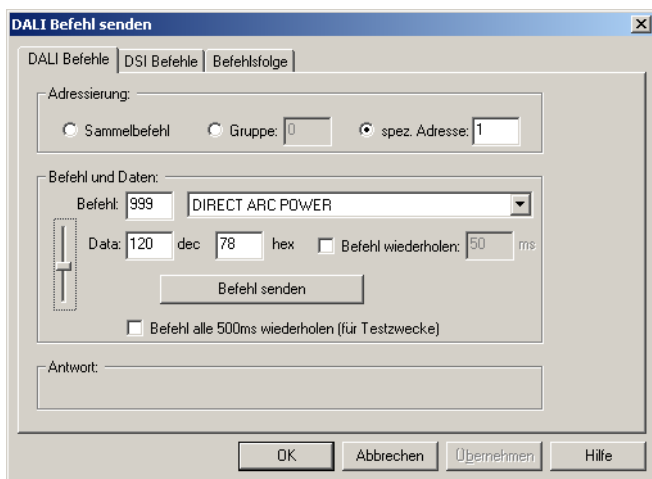 DALI Befehl senden
DALI Befehle DSI Befehle Befehlsfolge
Adressierung:
Sammelbefehl Gruppe: 0 spez. Adresse: 1
Befehl und Daten:
Befehl: 999 DIRECT ARC POWER
Data: 120 dec 78 hex Befehl wiederholen: 50 ms
Befehl senden
Befehl alle 500ms wiederholen (für Testzwecke)
Antwort:
OK Abbrechen Übernehmen Hilfe